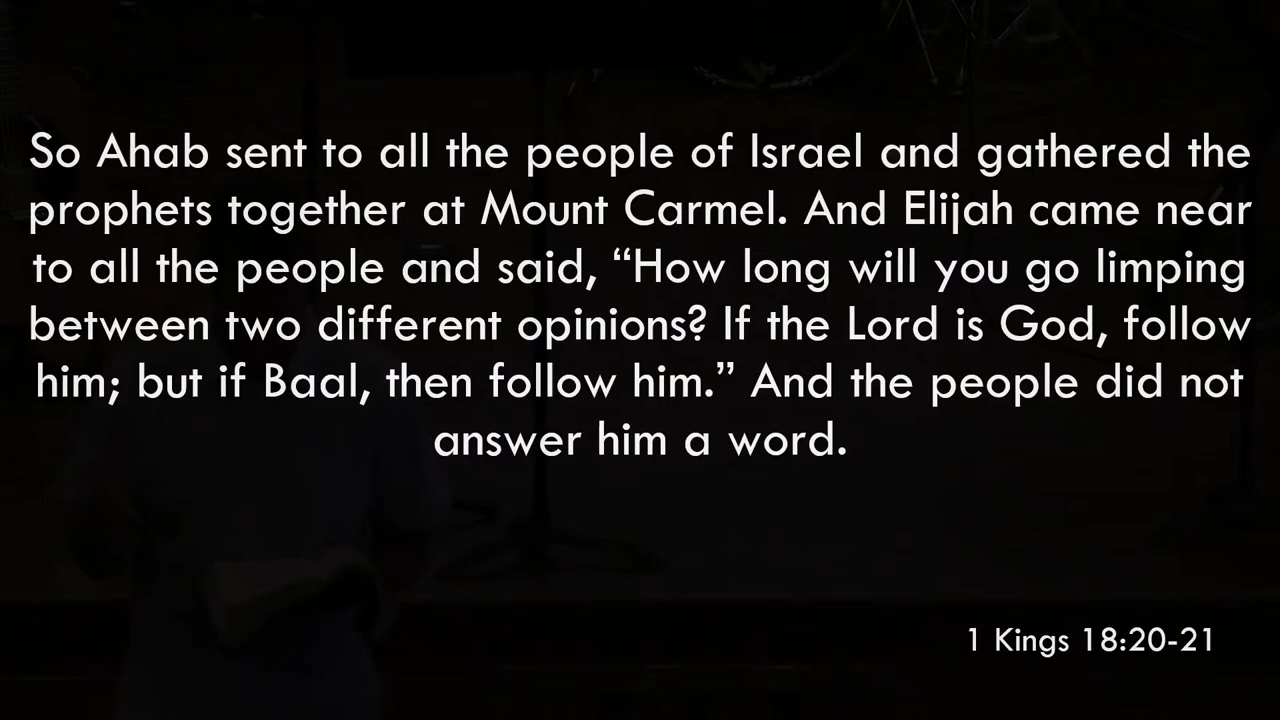 So Ahab sent to all the people of Israel and gathered the
prophets together at Mount Carmel. And Elijah came near
to all the people and said, “How long will you go limping
between two different opinions? If the Lord is God, follow
him; but if Baal, then follow him.” And the people did not
answer him a word.
1 Kings 18:20-21